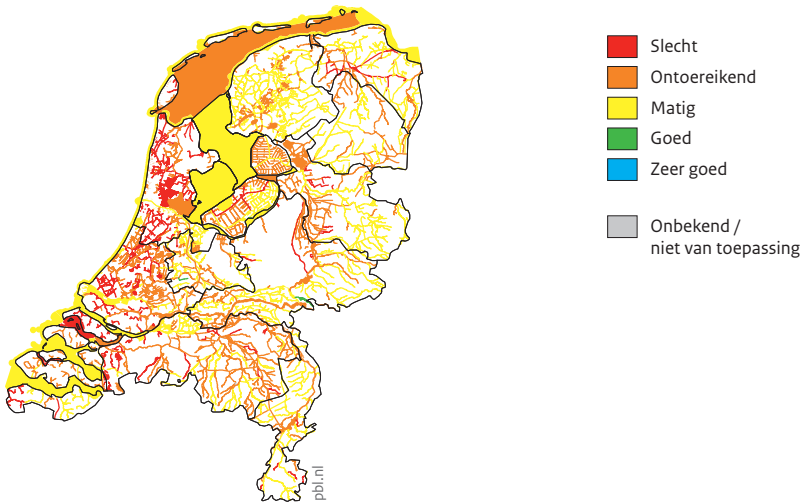 Slecht
Ontoereikend
Matig
Goed
Zeer goed
Onbekend /
niet van toepassing
pbl.nl